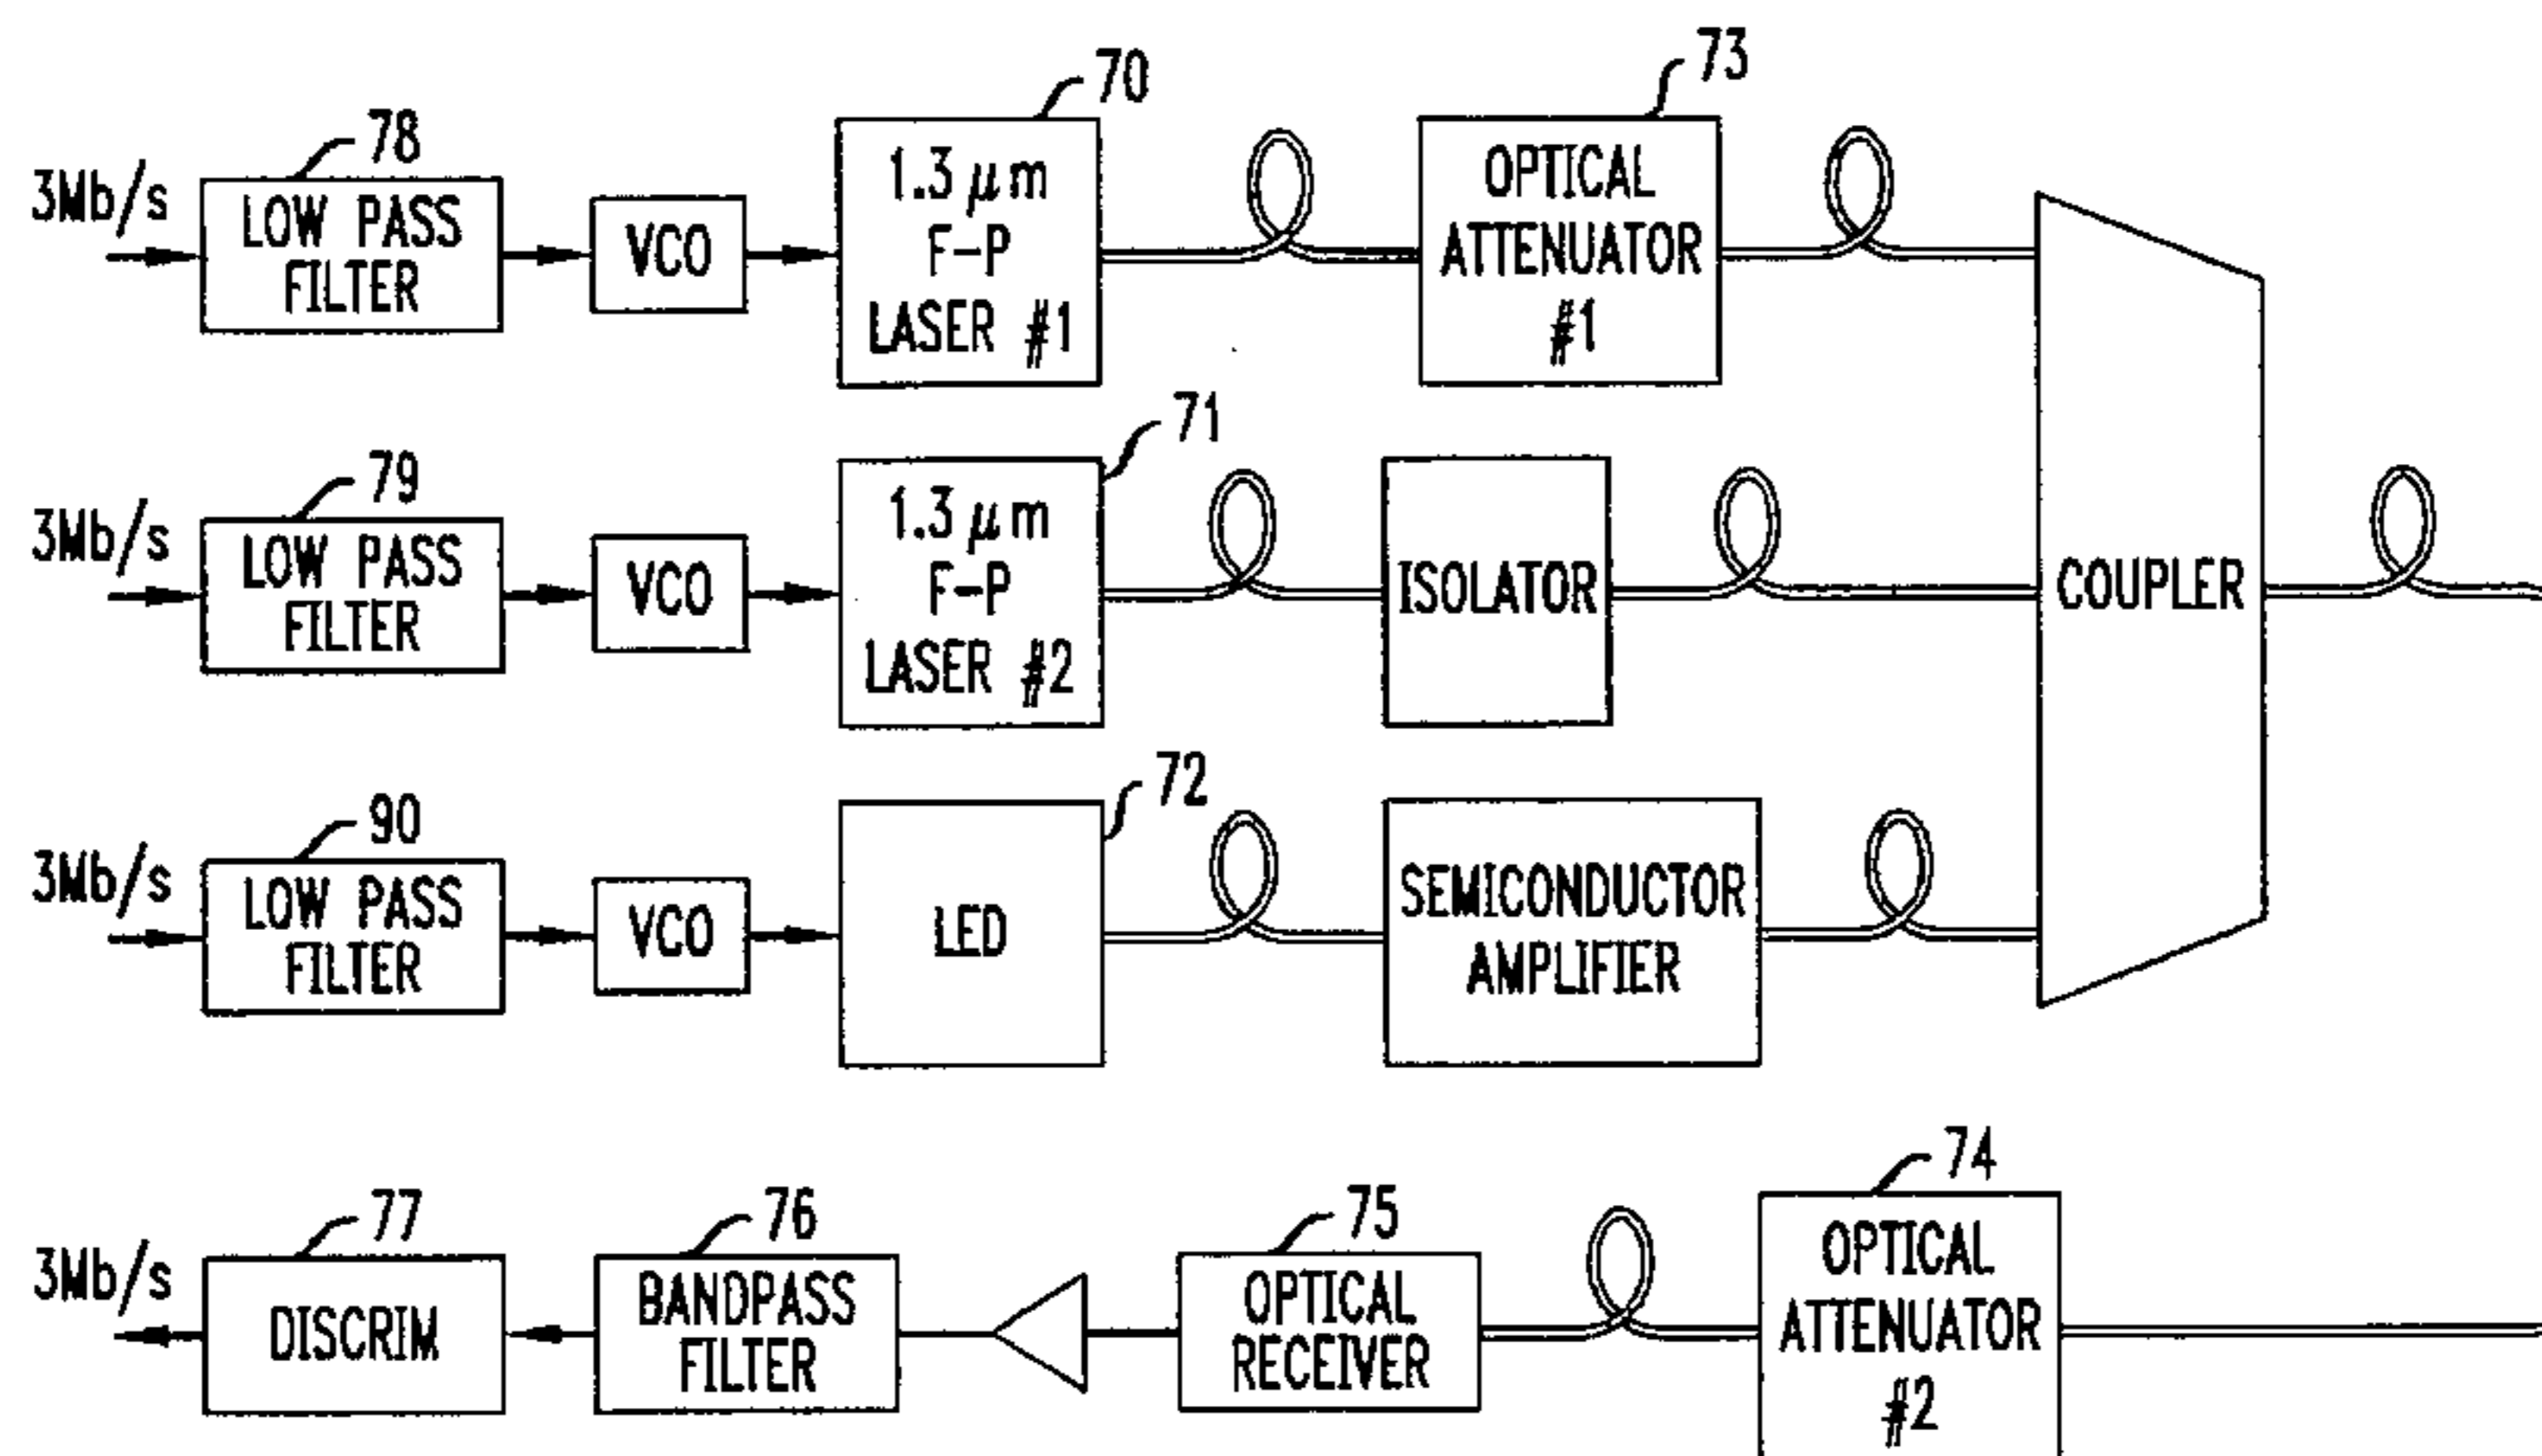 78
3Mb/s
LOW PASS
FILTER
VCO
70
1.3 μm
F-P
LASER #1
73
OPTICAL
ATTENUATOR
#1
79
3Mb/s
LOW PASS
FILTER
VCO
71
1.3 μm
F-P
LASER #2
ISOLATOR
COUPLER
90
3Mb/s
LOW PASS
FILTER
VCO
72
LED
SEMICONDUCTOR
AMPLIFIER
77
3Mb/s
DISCRIM
76
BANDPASS
FILTER
75
OPTICAL
RECEIVER
74
OPTICAL
ATTENUATOR
#2